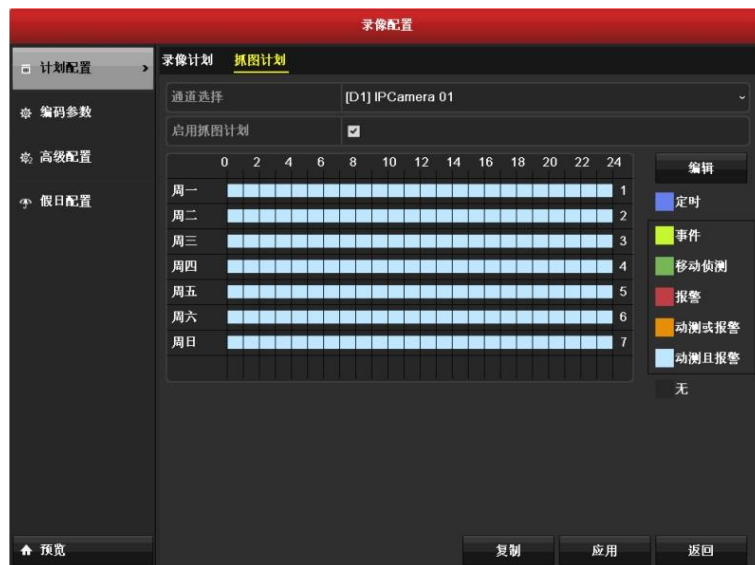 录像配置
计划配置 >
编码参数
高级配置
假日配置
预览
录像计划 抓图计划
通道选择 [D1] IPCamera 01
启用抓图计划
0 2 4 6 8 10 12 14 16 18 20 22 24
周一 1
周二 2
周三 3
周四 4
周五 5
周六 6
周日 7
编辑
定时
事件
移动侦测
报警
动测或报警
动测且报警
无
复制 应用 返回